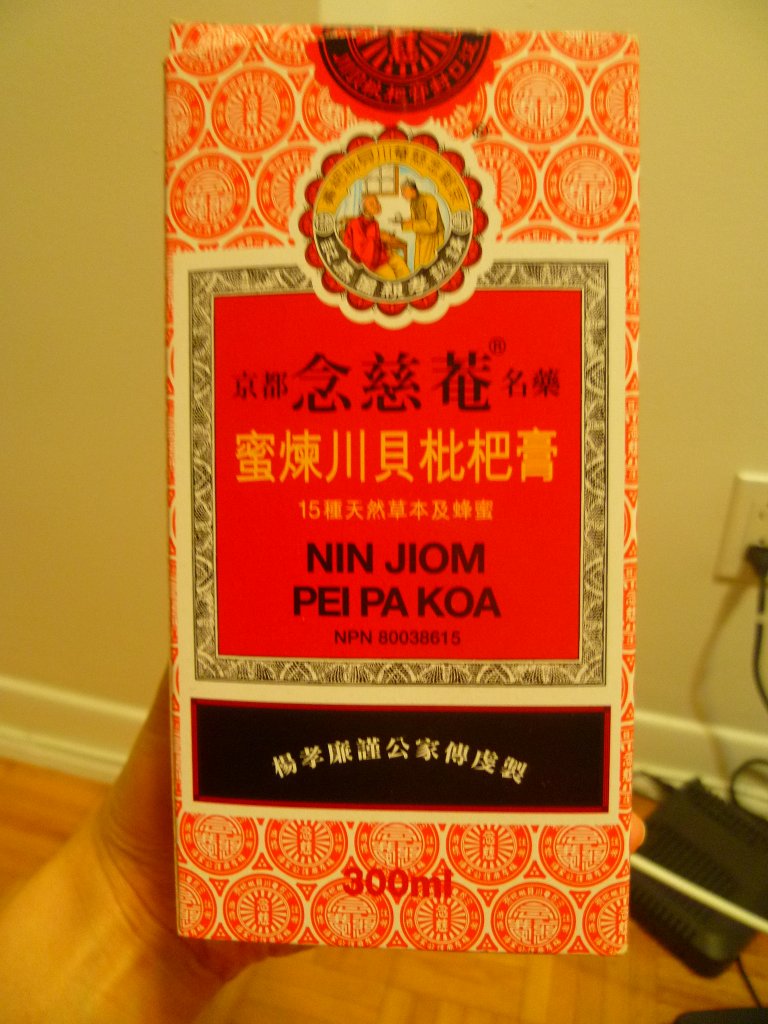 京都念慈菴®名藥
蜜煉川貝枇杷膏
15種天然草本及蜂蜜
NIN JIOM
PEI PA KOA
NPN 80038615
楊孝廉謹公家傳虔製
300ml